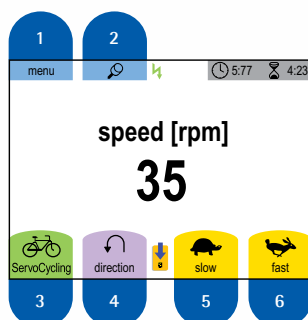 1 2
menu 5:77 4:23
speed [rpm]
35
ServoCycling direction slow fast
3 4 5 6